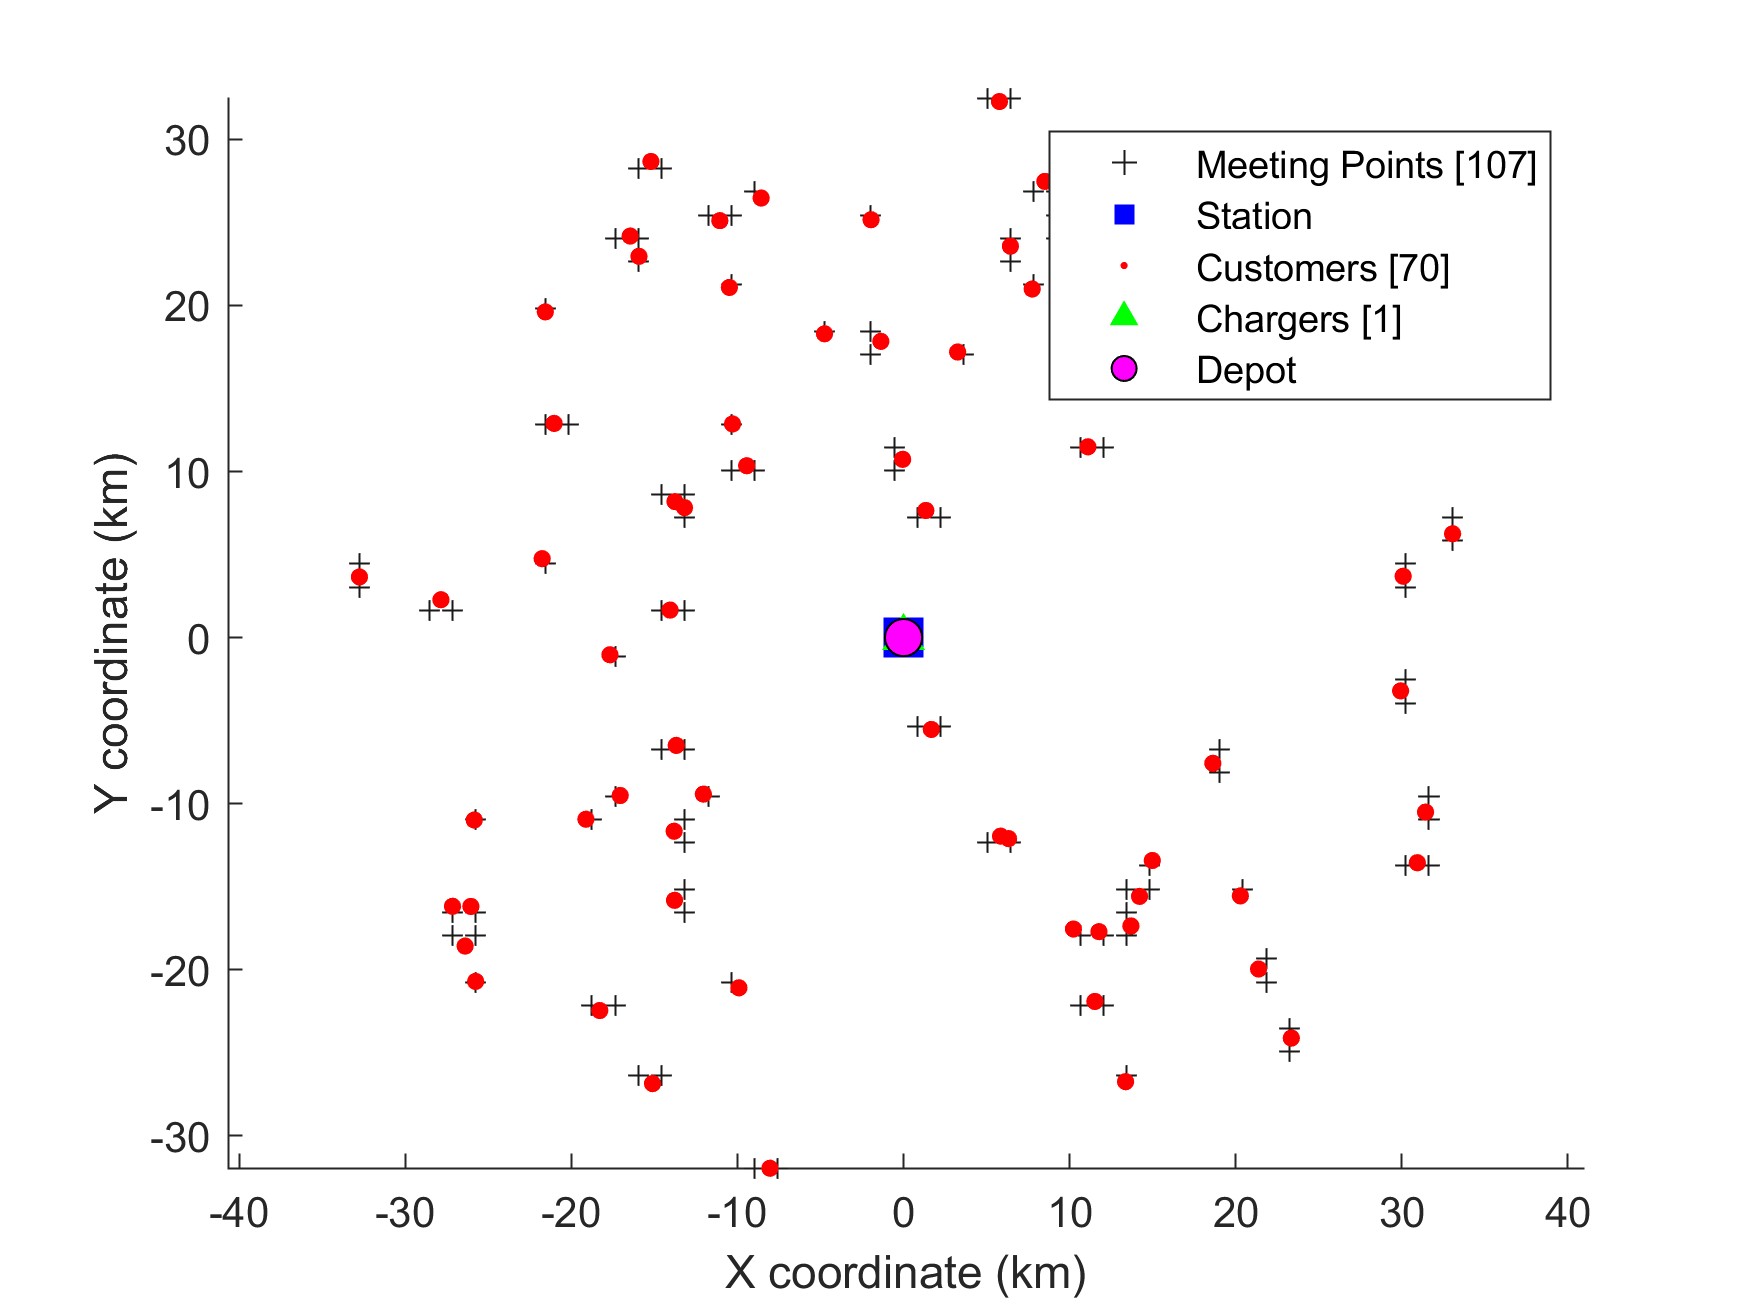 30
20
10
0
-10
-20
-30
Y coordinate (km)
Meeting Points [107]
Station
Customers [70]
Chargers [1]
Depot
-40 -30 -20 -10 0 10 20 30 40
X coordinate (km)